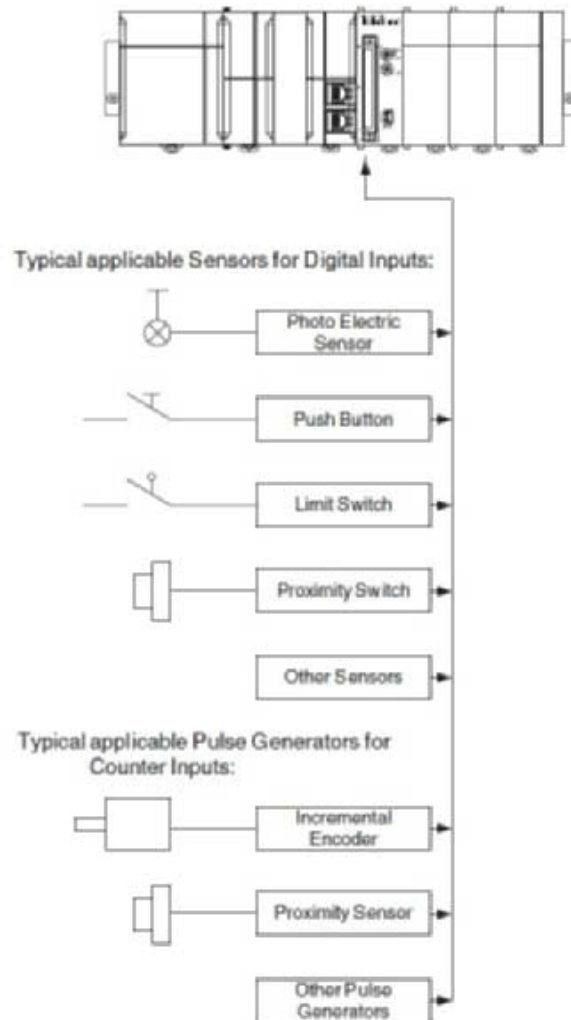 Typical applicable Sensors for Digital Inputs:
Photo Electric
Sensor
Push Button
Limit Switch
Proximity Switch
Other Sensors
Typical applicable Pulse Generators for
Counter Inputs:
Incremental
Encoder
Proximity Sensor
Other Pulse
Generators